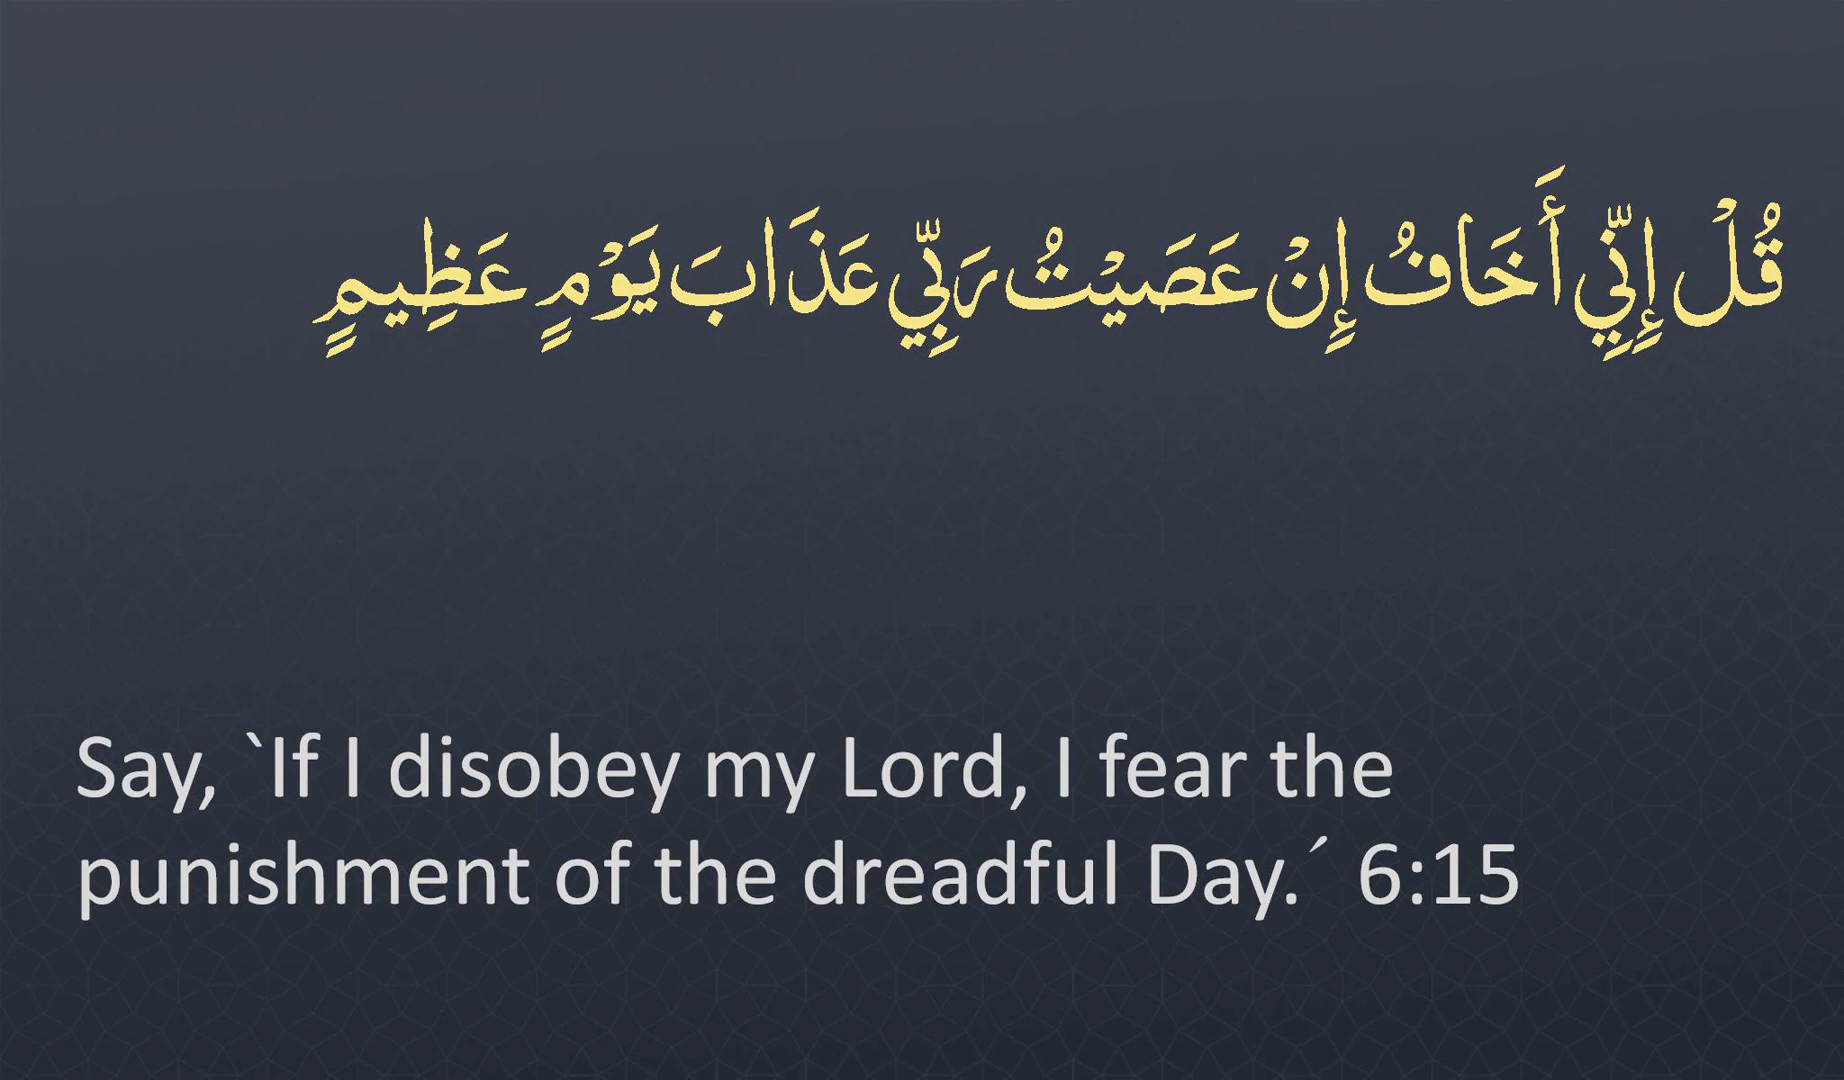 قُلْ إِنِّي أَخَافُ إِنْ عَصَيْتُ رَبِّي عَذَابَ يَوْمٍ عَظِيمٍ
Say, `If I disobey my Lord, I fear the
punishment of the dreadful Day.´ 6:15